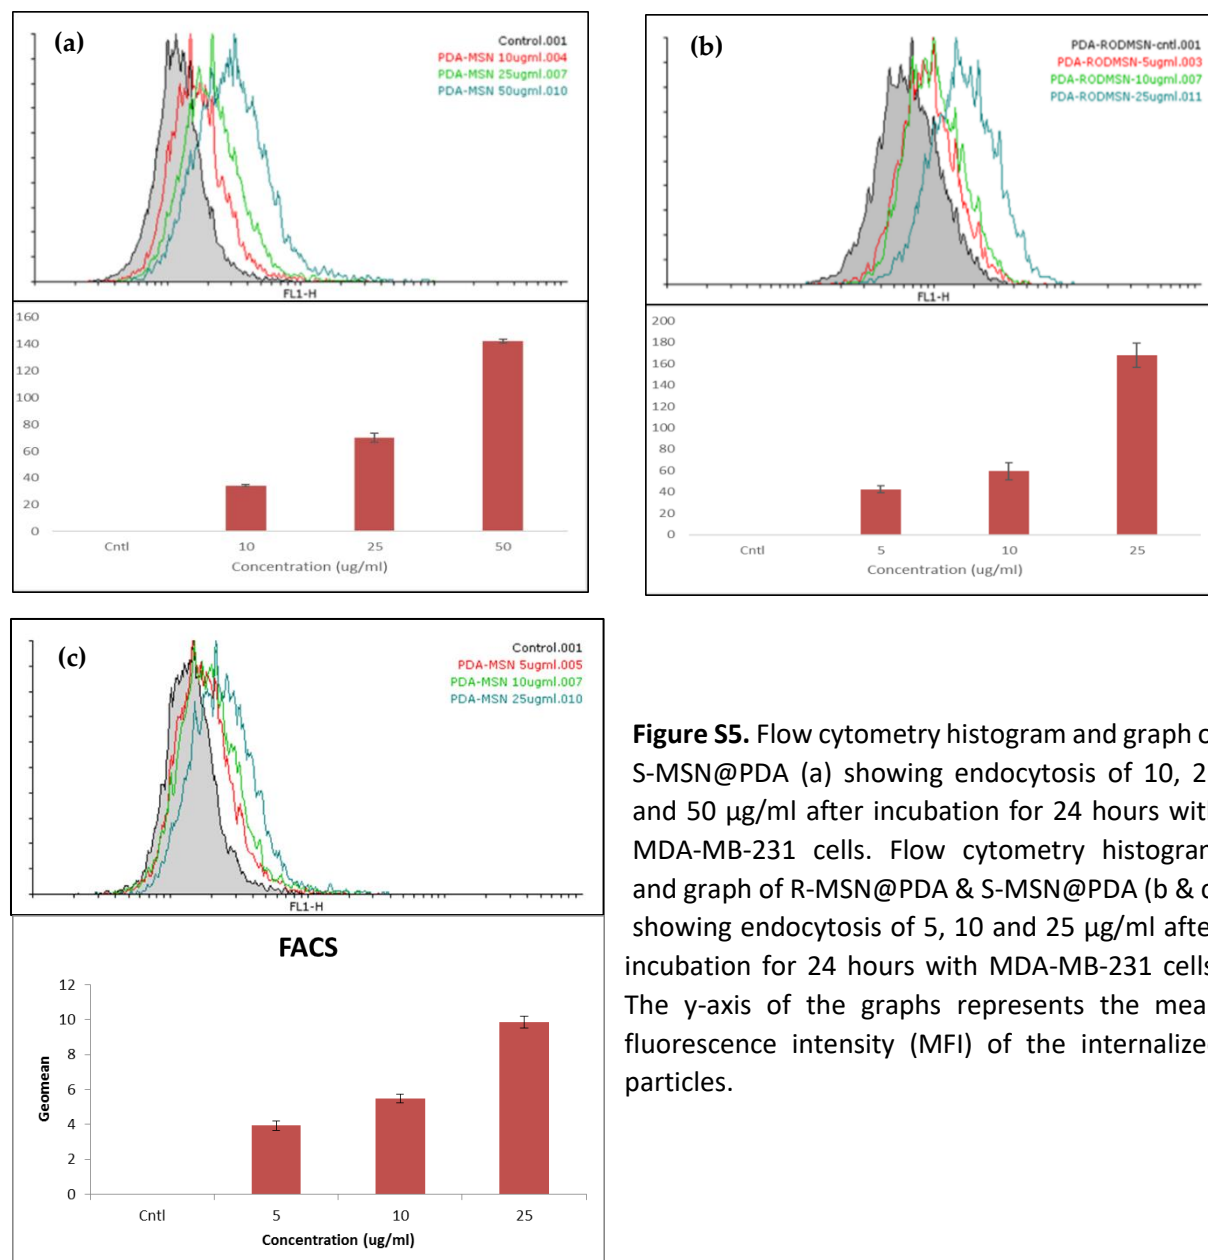 (a)
Control.001
PDA-MSN 10ugml.004
PDA-MSN 25ugml.007
PDA-MSN 50ugml.010
FL1-H
160
140
120
100
80
60
40
20
0
Cntl 10 25 50
Concentration (ug/ml)
(b)
PDA-RODMSN-cntl.001
PDA-RODMSN-5ugml.003
PDA-RODMSN-10ugml.007
PDA-RODMSN-25ugml.011
FL1-H
200
180
160
140
120
100
80
60
40
20
0
Cntl 5 10 25
Concentration (ug/ml)
(c)
Control.001
PDA-MSN 5ugml.005
PDA-MSN 10ugml.007
PDA-MSN 25ugml.010
FL1-H
FACS
Geomean
12
10
8
6
4
2
0
Cntl 5 10 25
Concentration (ug/ml)
Figure S5. Flow cytometry histogram and graph o
S-MSN@PDA (a) showing endocytosis of 10, 2
and 50 µg/ml after incubation for 24 hours with
MDA-MB-231 cells. Flow cytometry histogran
and graph of R-MSN@PDA & S-MSN@PDA (b & c
showing endocytosis of 5, 10 and 25 µg/ml after
incubation for 24 hours with MDA-MB-231 cells
The y-axis of the graphs represents the mea
fluorescence intensity (MFI) of the internalize
particles.